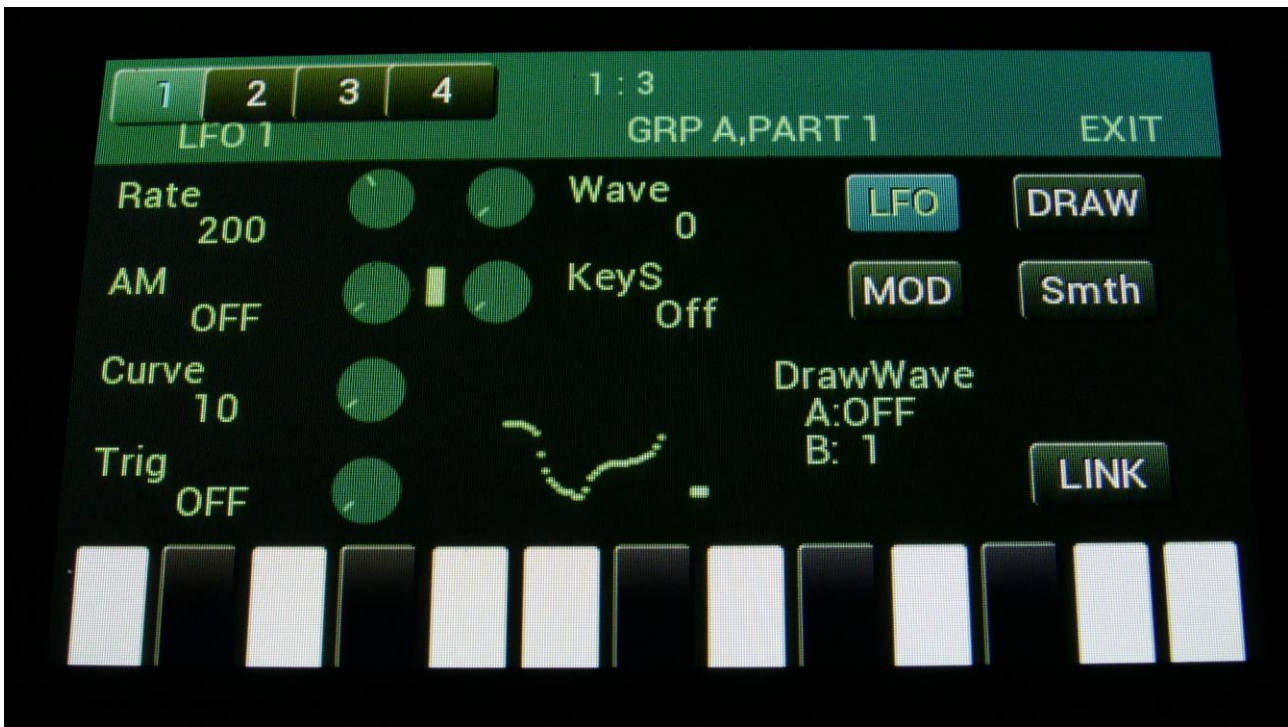 1 2 3 4
1 : 3
LFO 1
GRP A,PART 1
EXIT
Rate
200
Wave
0
LFO
DRAW
AM
OFF
KeyS
Off
MOD
Smth
Curve
10
DrawWave
A:OFF
B: 1
Trig
OFF
LINK